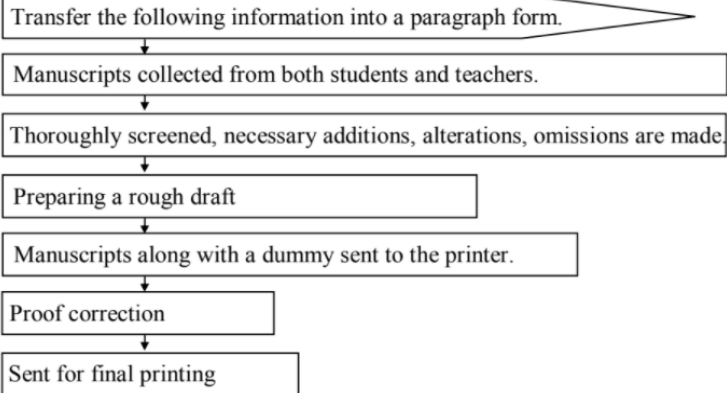 Transfer the following information into a paragraph form.
Manuscripts collected from both students and teachers.
Thoroughly screened, necessary additions, alterations, omissions are made.
Preparing a rough draft
Manuscripts along with a dummy sent to the printer.
Proof correction
Sent for final printing